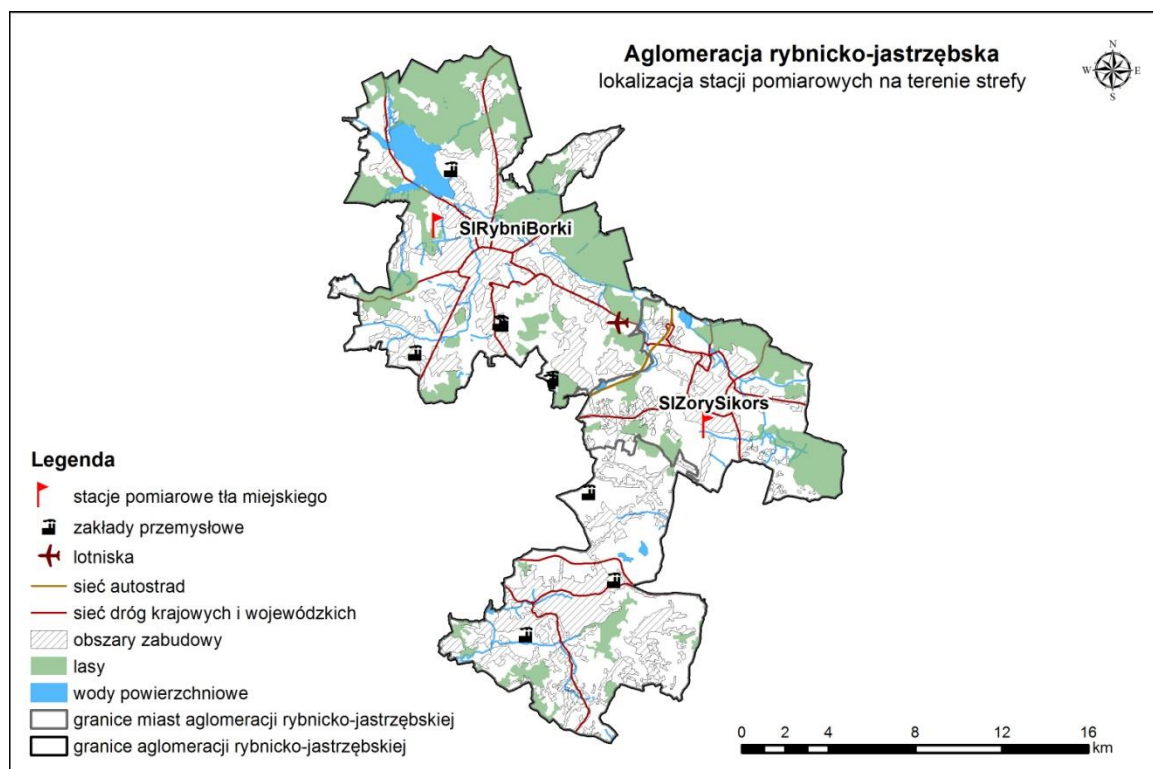 Aglomeracja rybnicko-jastrzębska
lokalizacja stacji pomiarowych na terenie strefy
N
W E
S
SlRybniBorki
SlZorySikors
Legenda
stacje pomiarowe tła miejskiego
zakłady przemysłowe
lotniska
sieć autostrad
sieć dróg krajowych i wojewódzkich
obszary zabudowy
lasy
wody powierzchniowe
granice miast aglomeracji rybnicko-jastrzębskiej
granice aglomeracji rybnicko-jastrzębskiej
0 2 4 8 12 16
km